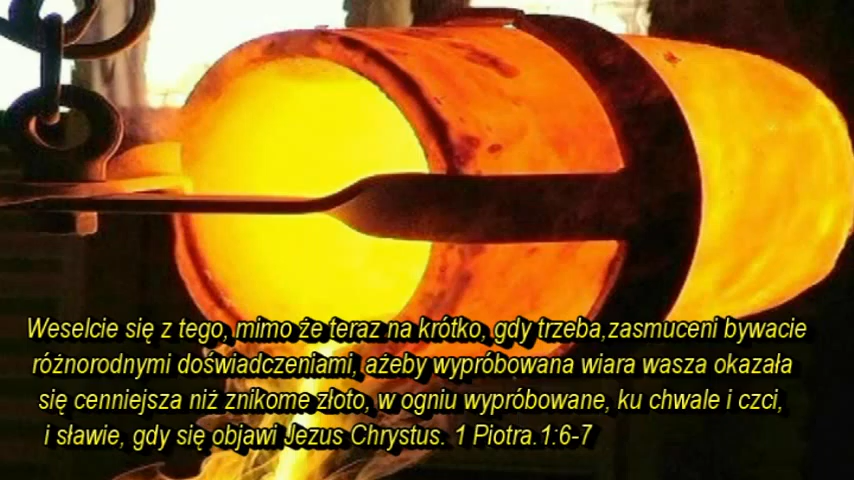 Weselcie się z tego, mimo że teraz na krótko, gdy trzeba,zasmuceni bywacie
różnorodnymi doświadczeniami, ażeby wypróbowana wiara wasza okazała
się cenniejsza niż znikome złoto, w ogniu wypróbowane, ku chwale i czci,
i sławie, gdy się objawi Jezus Chrystus. 1 Piotra.1:6-7